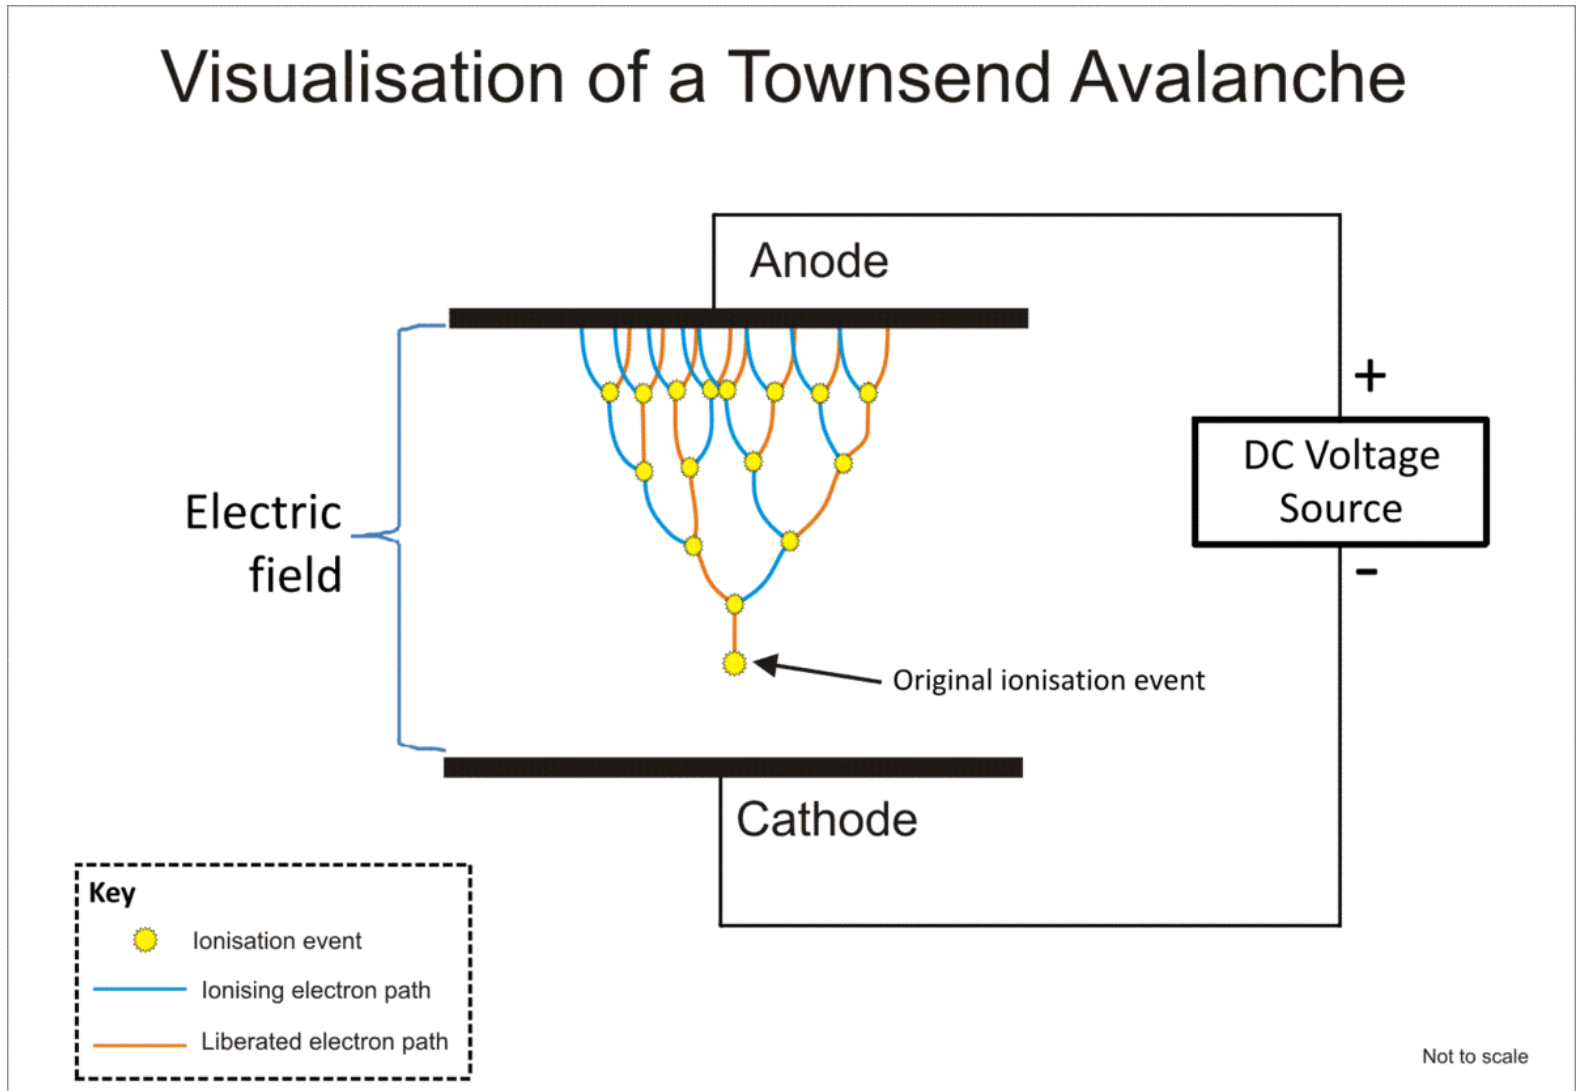 Visualisation of a Townsend Avalanche
Anode
+
DC Voltage
Source
-
Electric
field
Original ionisation event
Cathode
Key
Ionisation event
Ionising electron path
Liberated electron path
Not to scale